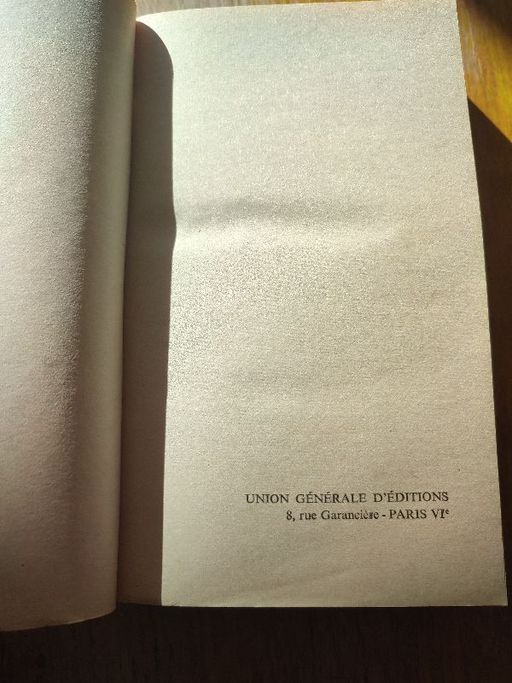 UNION GÉNÉRALE D'ÉDITIONS
8, rue Garancière - PARIS VIᵉ